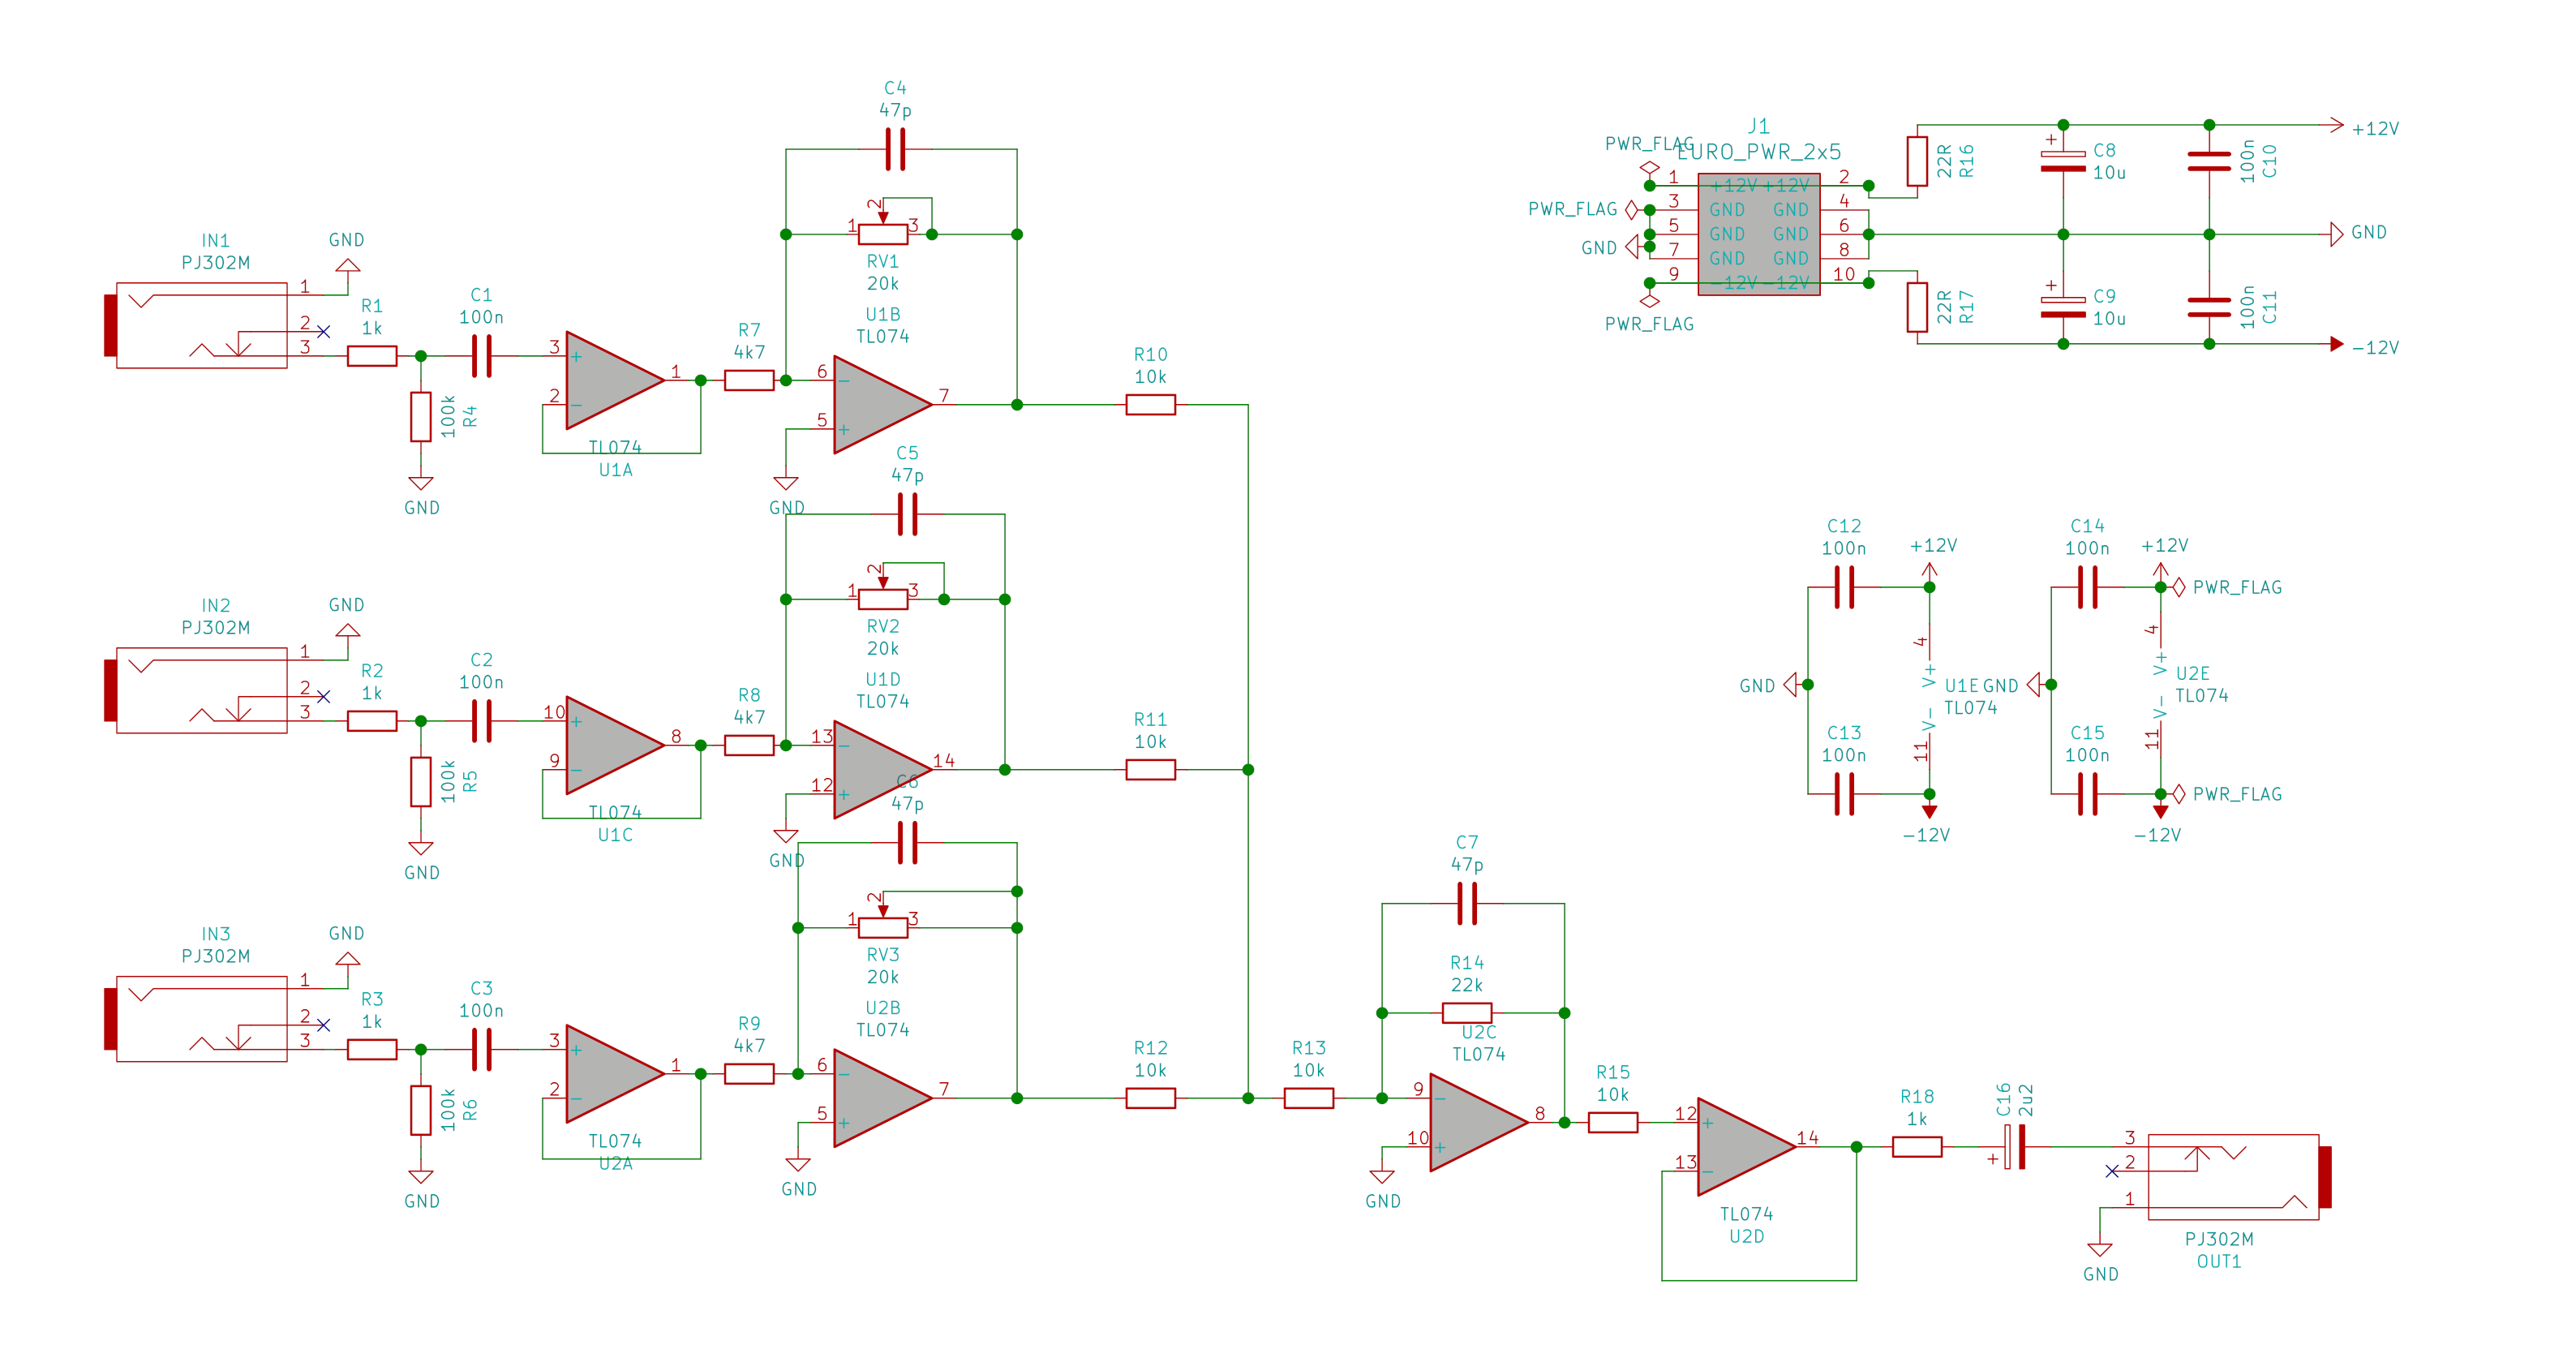 C4
47p
1
2
3
RV1
20k
IN1
PJ302M
GND
1
2
3
R1
1k
C1
100n
100k
R4
GND
3
+
2
−
1
TL074
U1A
R7
4k7
U1B
TL074
6
−
5
+
7
GND
R10
10k
C5
47p
1
2
3
RV2
20k
IN2
PJ302M
GND
1
2
3
R2
1k
C2
100n
100k
R5
GND
10
+
9
−
8
TL074
U1C
R8
4k7
U1D
TL074
13
−
12
+
14
GND
R11
10k
C6
47p
1
2
3
RV3
20k
IN3
PJ302M
GND
1
2
3
R3
1k
C3
100n
100k
R6
GND
3
+
2
−
1
TL074
U2A
R9
4k7
U2B
TL074
6
−
5
+
7
GND
R12
10k
R13
10k
C7
47p
R14
22k
U2C
TL074
9
−
10
+
8
GND
R15
10k
12
+
13
−
14
TL074
U2D
R18
1k
C16
2u2
+
3
2
1
GND
PJ302M
OUT1
J1
EURO_PWR_2x5
PWR_FLAG
PWR_FLAG
GND
PWR_FLAG
1 +12V +12V 2
3 GND GND 4
5 GND GND 6
7 GND GND 8
9 −12V −12V 10
22R
R16
22R
R17
+
C8
10u
+
C9
10u
100n
C10
100n
C11
+12V
GND
−12V
C12
100n
+12V
4
V+
GND
U1E
TL074
V−
11
C13
100n
−12V
C14
100n
+12V
PWR_FLAG
4
V+
GND
U2E
TL074
V−
11
C15
100n
PWR_FLAG
−12V